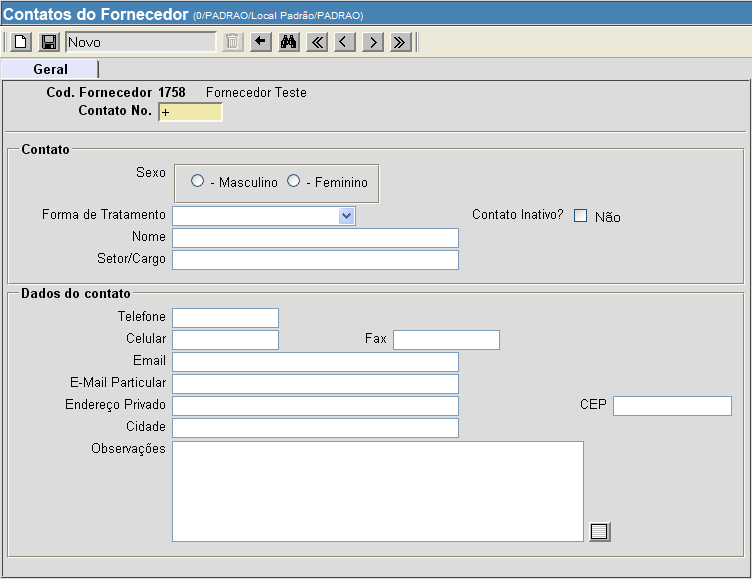 Contatos do Fornecedor (0/PADRAO/Local Padrão/PADRAO)
Novo
Geral
Cod. Fornecedor 1758 Fornecedor Teste
Contato No. +
Contato
Sexo - Masculino - Feminino
Forma de Tratamento Contato Inativo? Não
Nome
Setor/Cargo
Dados do contato
Telefone
Celular Fax
Email
E-Mail Particular
Endereço Privado CEP
Cidade
Observações